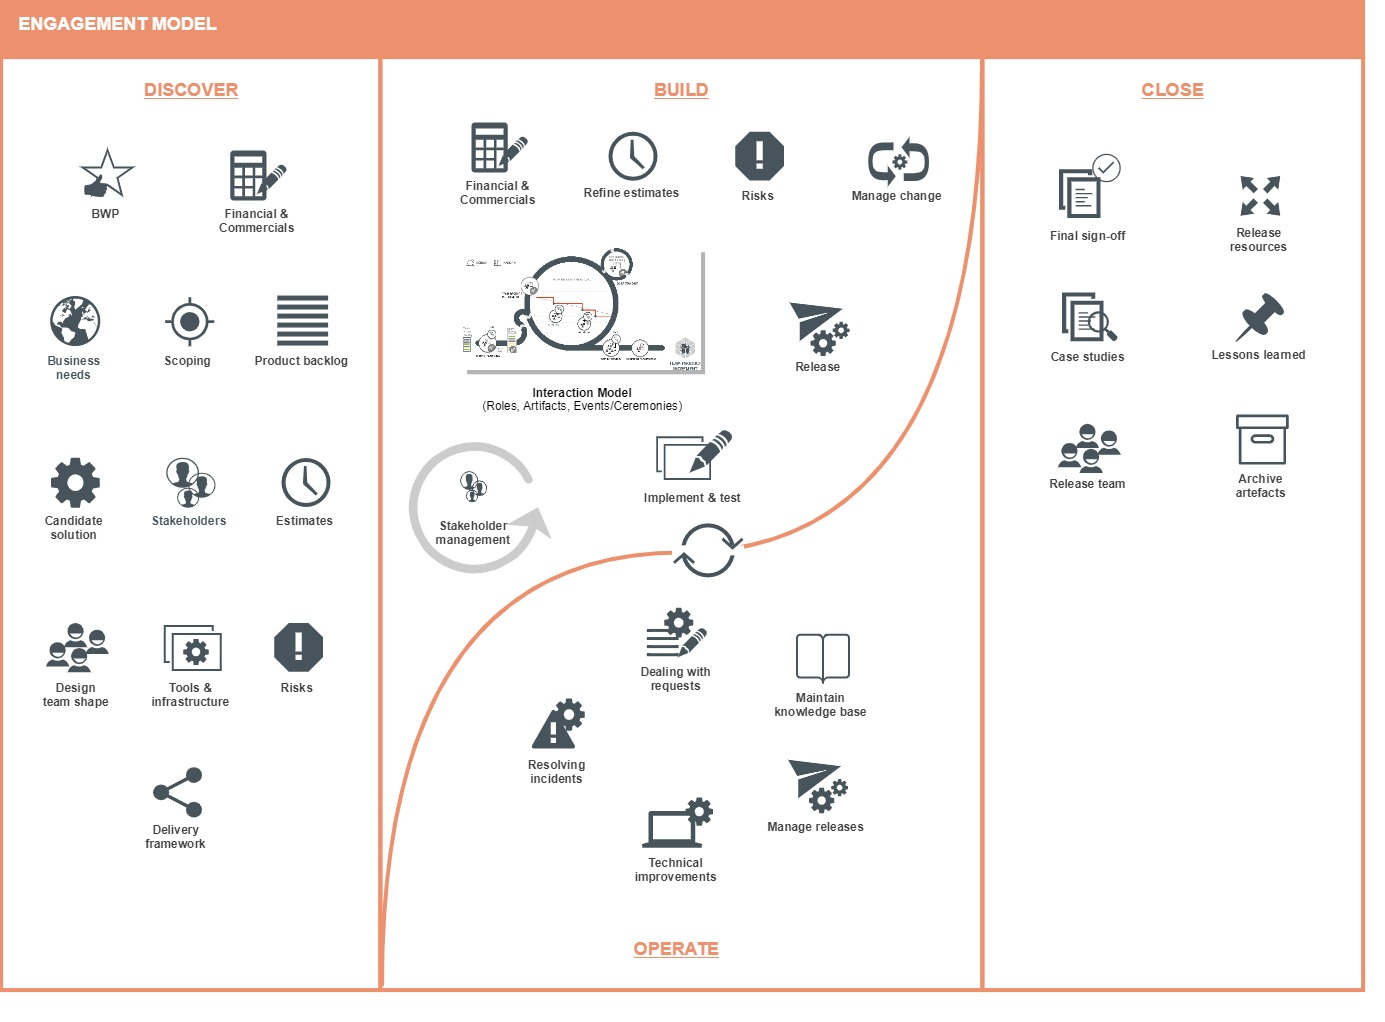 ENGAGEMENT MODEL
DISCOVER
BWP
Financial &
Commercials
Business
needs
Scoping
Product backlog
Candidate
solution
Stakeholders
Estimates
Design
team shape
Tools &
infrastructure
Risks
Delivery
framework
BUILD
Financial &
Commercials
Refine estimates
Risks
Manage change
Interaction Model
(Roles, Artifacts, Events/Ceremonies)
Release
Stakeholder
management
Implement & test
Dealing with
requests
Maintain
knowledge base
Resolving
incidents
Manage releases
Technical
improvements
OPERATE
CLOSE
Final sign-off
Release
resources
Case studies
Lessons learned
Release team
Archive
artefacts